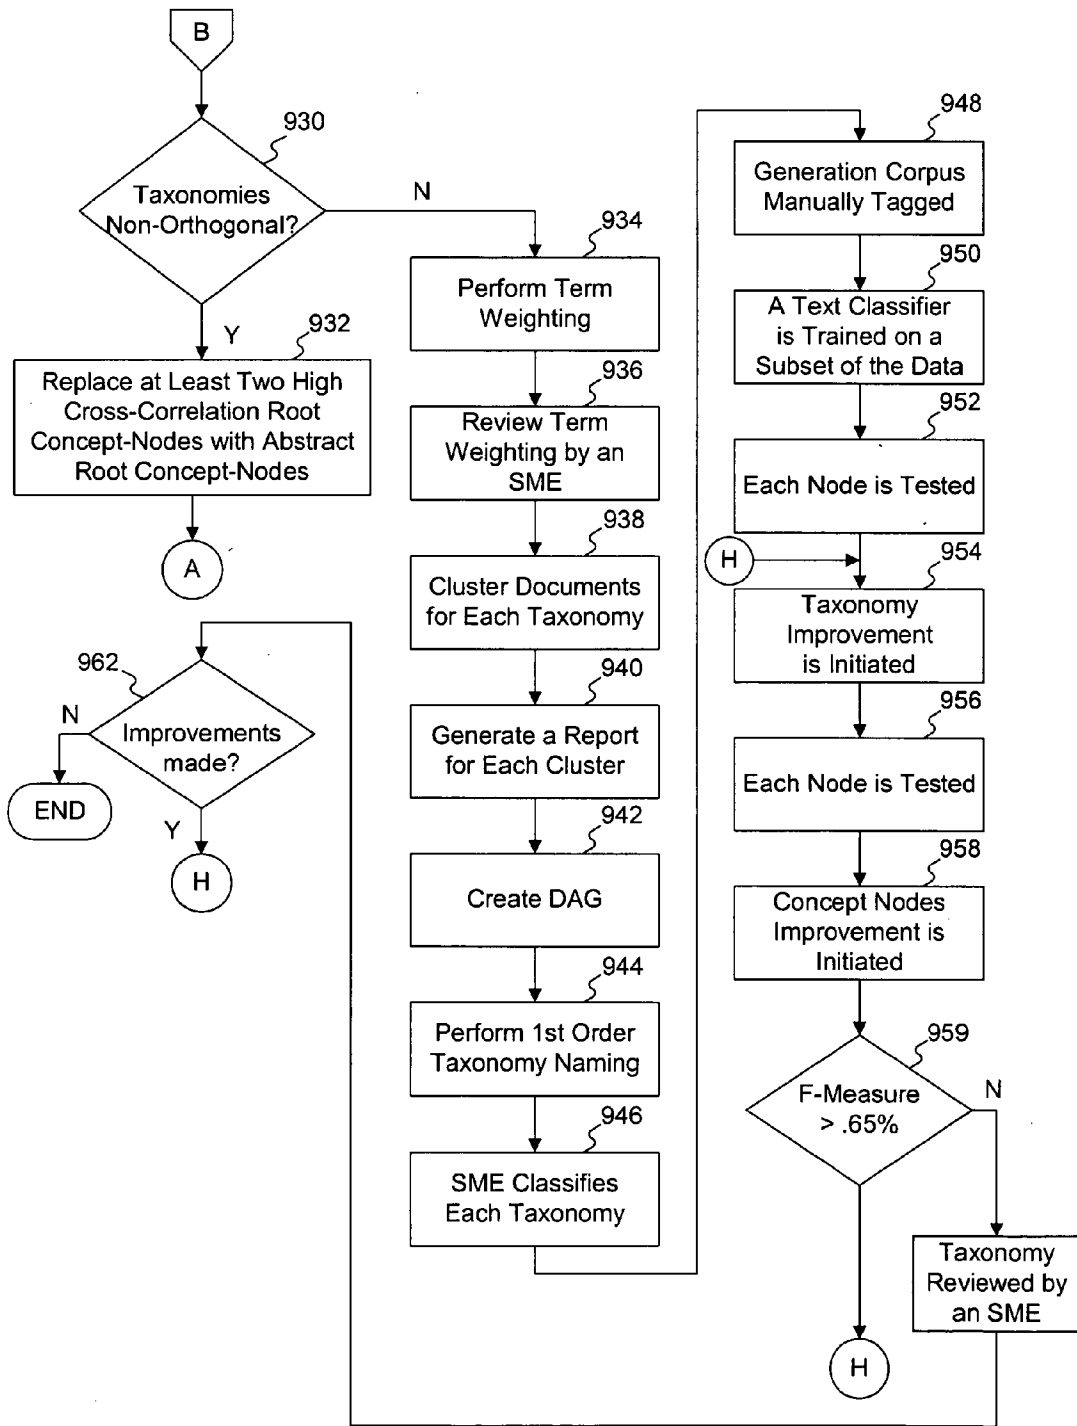 B
930
Taxonomies
Non-Orthogonal?
N
Y
932
Replace at Least Two High
Cross-Correlation Root
Concept-Nodes with Abstract
Root Concept-Nodes
A
934
Perform Term
Weighting
936
Review Term
Weighting by an
SME
938
Cluster Documents
for Each Taxonomy
940
Generate a Report
for Each Cluster
942
Create DAG
944
Perform 1st Order
Taxonomy Naming
946
SME Classifies
Each Taxonomy
948
Generation Corpus
Manually Tagged
950
A Text Classifier
is Trained on a
Subset of the Data
952
Each Node is Tested
H
954
Taxonomy
Improvement
is Initiated
956
Each Node is Tested
958
Concept Nodes
Improvement is
Initiated
959
F-Measure
> .65%
N
Taxonomy
Reviewed by
an SME
H
962
Improvements
made?
N
END
Y
H